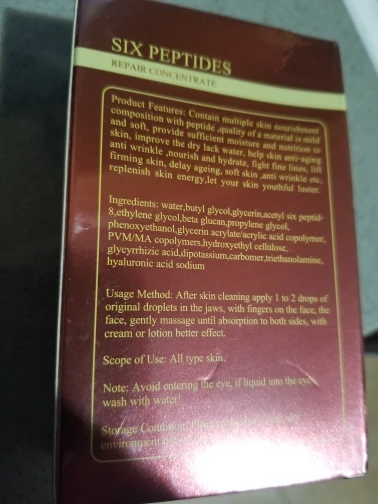 SIX PEPTIDES
REPAIR CONCENTRATE
Product Features: Contain multiple skin nourishment
composition with peptide ,quality of a material is mild
and soft, provide sufficient moisture and nutrition to
skin, improve the dry lack water, help skin anti-aging
anti wrinkle ,nourish and hydrate, fight fine lines, lift
firming skin, delay ageing, soft skin ,anti wrinkle etc,
replenish skin energy,let your skin youthful luster.
Ingredients: water,butyl glycol,glycerin,acetyl six peptid-
8,ethylene glycol,beta glucan,propylene glycol,
phenoxyethanol,glycerin acrylate/acrylic acid copolymer,
PVM/MA copolymers,hydroxyethyl cellulose,
glycyrrhizic acid,dipotassium,carbomer,triethanolamine,
hyaluronic acid sodium
Usage Method: After skin cleaning apply 1 to 2 drops of
original droplets in the jaws, with fingers on the face, the
face, gently massage until absorption to both sides, with
cream or lotion better effect.
Scope of Use: All type skin.
Note: Avoid entering the eye, if liquid into the eyes
wash with water!
Storage Condition:
environment